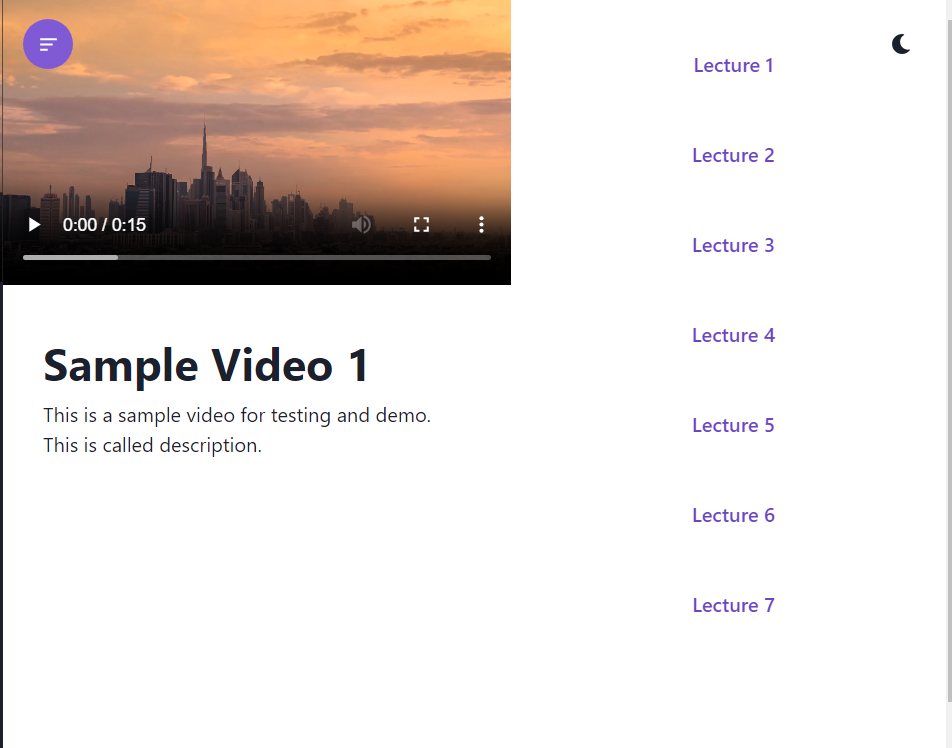 0:00 / 0:15
Sample Video 1
This is a sample video for testing and demo.
This is called description.
Lecture 1
Lecture 2
Lecture 3
Lecture 4
Lecture 5
Lecture 6
Lecture 7